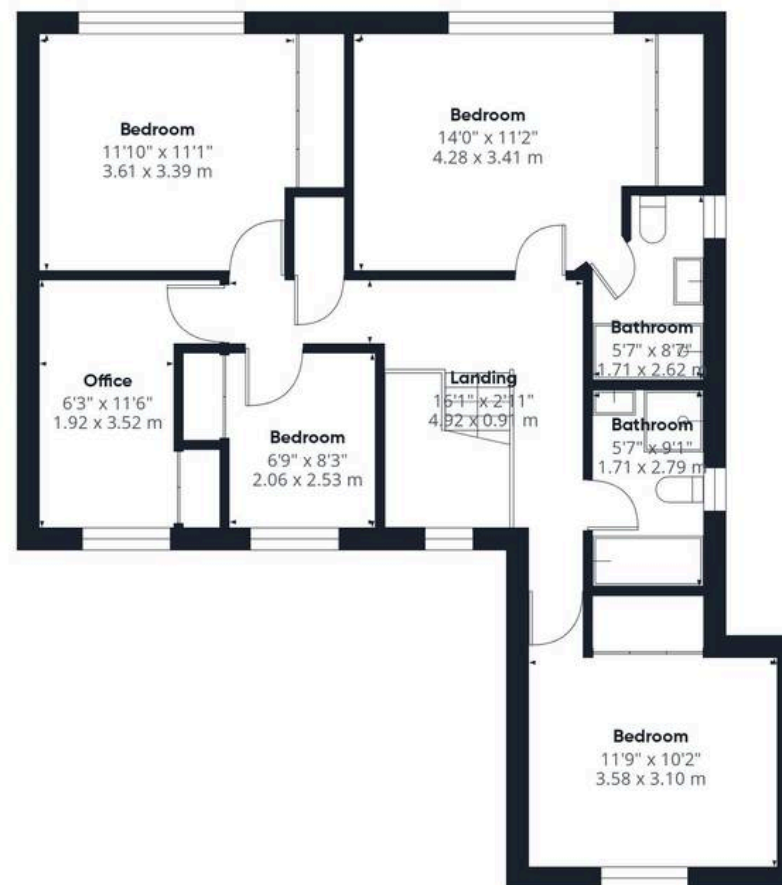 Bedroom
11'10" x 11'1"
3.61 x 3.39 m
Bedroom
14'0" x 11'2"
4.28 x 3.41 m
Bathroom
5'7" x 8'7"
1.71 x 2.62 m
Office
6'3" x 11'6"
1.92 x 3.52 m
Landing
16'1" x 2'11"
4.92 x 0.91 m
Bedroom
6'9" x 8'3"
2.06 x 2.53 m
Bathroom
5'7" x 9'1"
1.71 x 2.79 m
Bedroom
11'9" x 10'2"
3.58 x 3.10 m